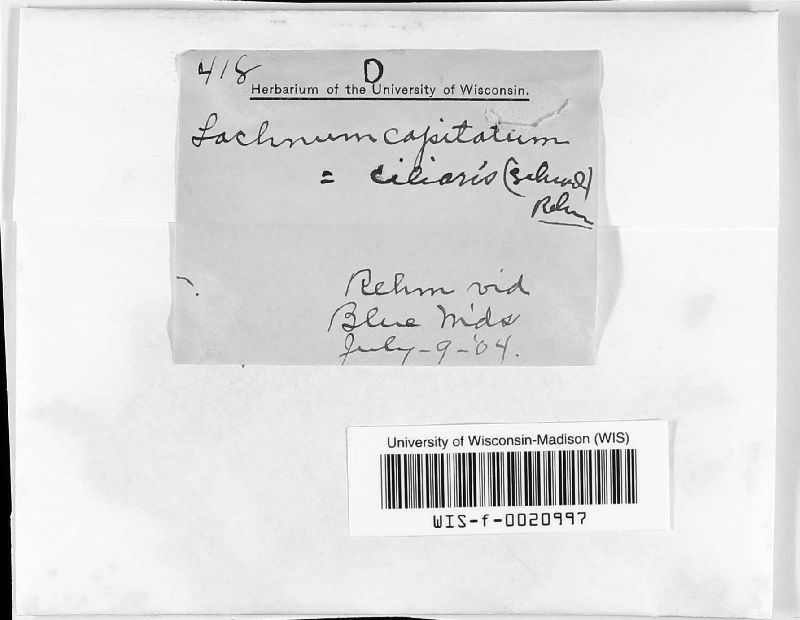 418 D
Herbarium of the University of Wisconsin.
Lachnum capitatum
= ciliaris (Schrad)
Rehm
Rehm vid
Blue Mds
July-9-'04.
University of Wisconsin-Madison (WIS)
WIS-f-0020997